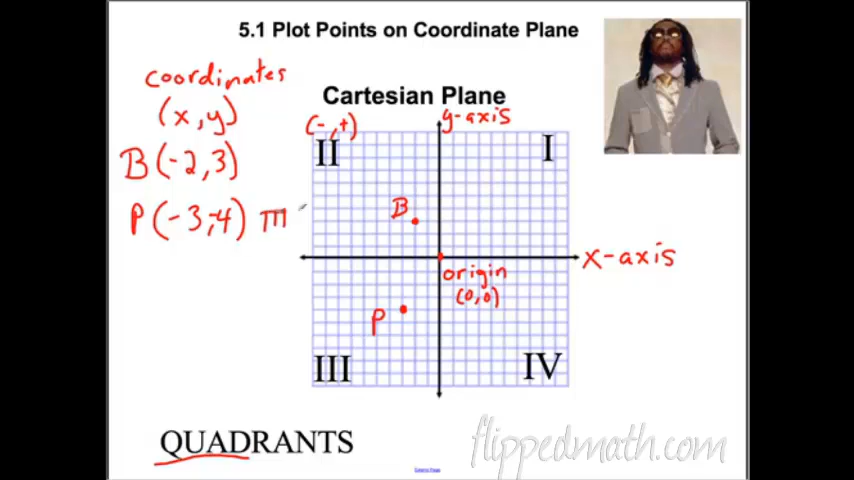 5.1 Plot Points on Coordinate Plane
coordinates
(x,y)
B(-2,3)
P(-3,-4) III
Cartesian Plane
y-axis
(-,+)
II
I
B
x-axis
origin
(0,0)
P
III
IV
QUADRANTS
flippedmath.com